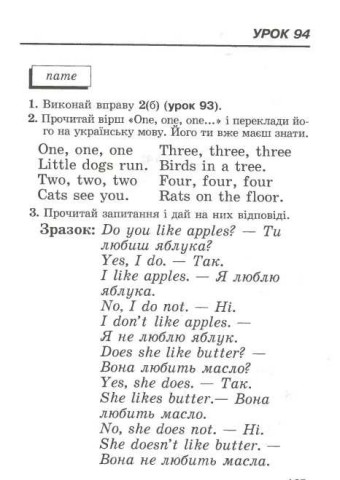 УРОК 94
name
1. Виконай вправу 2(б) (урок 93).
2. Прочитай вірш «One, one, one...» і переклади йо-
го на українську мову. Його ти вже маєш знати.
One, one, one Three, three, three
Little dogs run. Birds in a tree.
Two, two, two Four, four, four
Cats see you. Rats on the floor.
3. Прочитай запитання і дай на них відповіді.
Зразок: Do you like apples? — Ти
любиш яблука?
Yes, I do. — Так.
I like apples. — Я люблю
яблука.
No, I do not. — Ні.
I don't like apples. —
Я не люблю яблук.
Does she like butter? —
Вона любить масло?
Yes, she does. — Так.
She likes butter.— Вона
любить масло.
No, she does not. — Ні.
She doesn't like butter. —
Вона не любить масла.